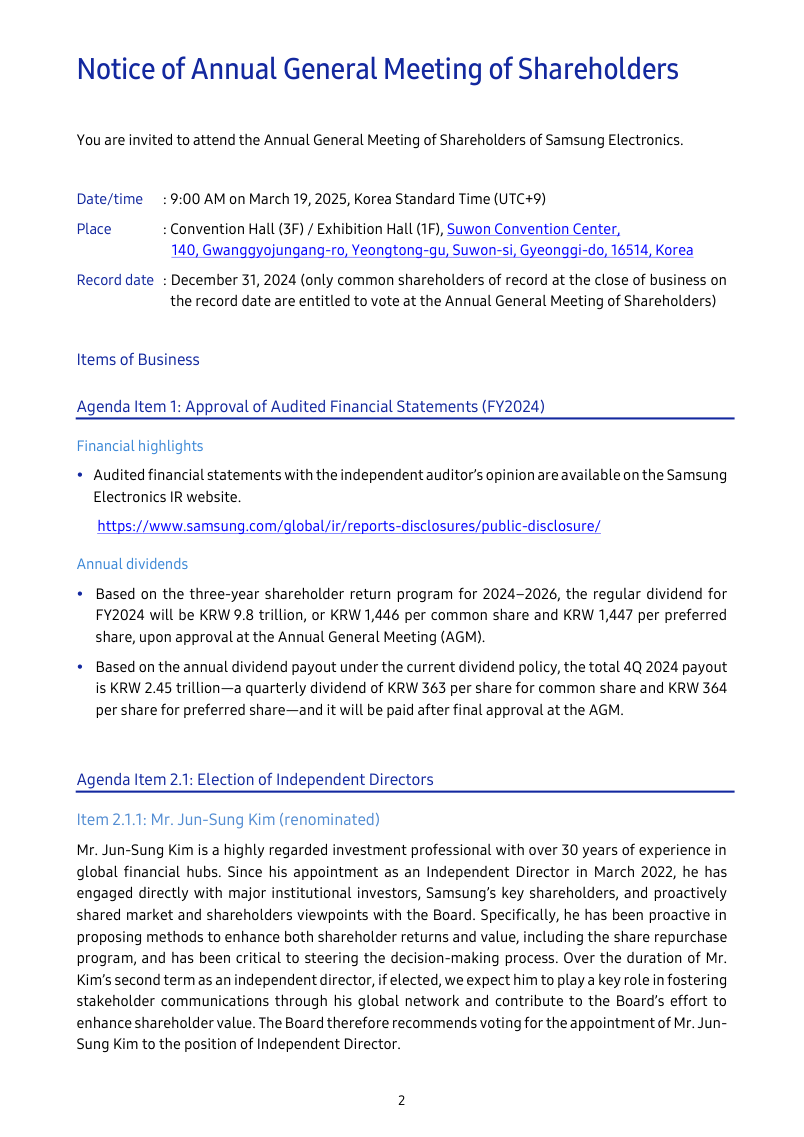 Notice of Annual General Meeting of Shareholders
You are invited to attend the Annual General Meeting of Shareholders of Samsung Electronics.
Date/time : 9:00 AM on March 19, 2025, Korea Standard Time (UTC+9)
Place : Convention Hall (3F) / Exhibition Hall (1F), Suwon Convention Center,
140, Gwanggyojungang-ro, Yeongtong-gu, Suwon-si, Gyeonggi-do, 16514, Korea
Record date : December 31, 2024 (only common shareholders of record at the close of business on
the record date are entitled to vote at the Annual General Meeting of Shareholders)
Items of Business
Agenda Item 1: Approval of Audited Financial Statements (FY2024)
Financial highlights
• Audited financial statements with the independent auditor's opinion are available on the Samsung
Electronics IR website.
https://www.samsung.com/global/ir/reports-disclosures/public-disclosure/
Annual dividends
• Based on the three-year shareholder return program for 2024–2026, the regular dividend for
FY2024 will be KRW 9.8 trillion, or KRW 1,446 per common share and KRW 1,447 per preferred
share, upon approval at the Annual General Meeting (AGM).
• Based on the annual dividend payout under the current dividend policy, the total 4Q 2024 payout
is KRW 2.45 trillion—a quarterly dividend of KRW 363 per share for common share and KRW 364
per share for preferred share—and it will be paid after final approval at the AGM.
Agenda Item 2.1: Election of Independent Directors
Item 2.1.1: Mr. Jun-Sung Kim (renominated)
Mr. Jun-Sung Kim is a highly regarded investment professional with over 30 years of experience in
global financial hubs. Since his appointment as an Independent Director in March 2022, he has
engaged directly with major institutional investors, Samsung's key shareholders, and proactively
shared market and shareholders viewpoints with the Board. Specifically, he has been proactive in
proposing methods to enhance both shareholder returns and value, including the share repurchase
program, and has been critical to steering the decision-making process. Over the duration of Mr.
Kim's second term as an independent director, if elected, we expect him to play a key role in fostering
stakeholder communications through his global network and contribute to the Board's effort to
enhance shareholder value. The Board therefore recommends voting for the appointment of Mr. Jun-
Sung Kim to the position of Independent Director.
2